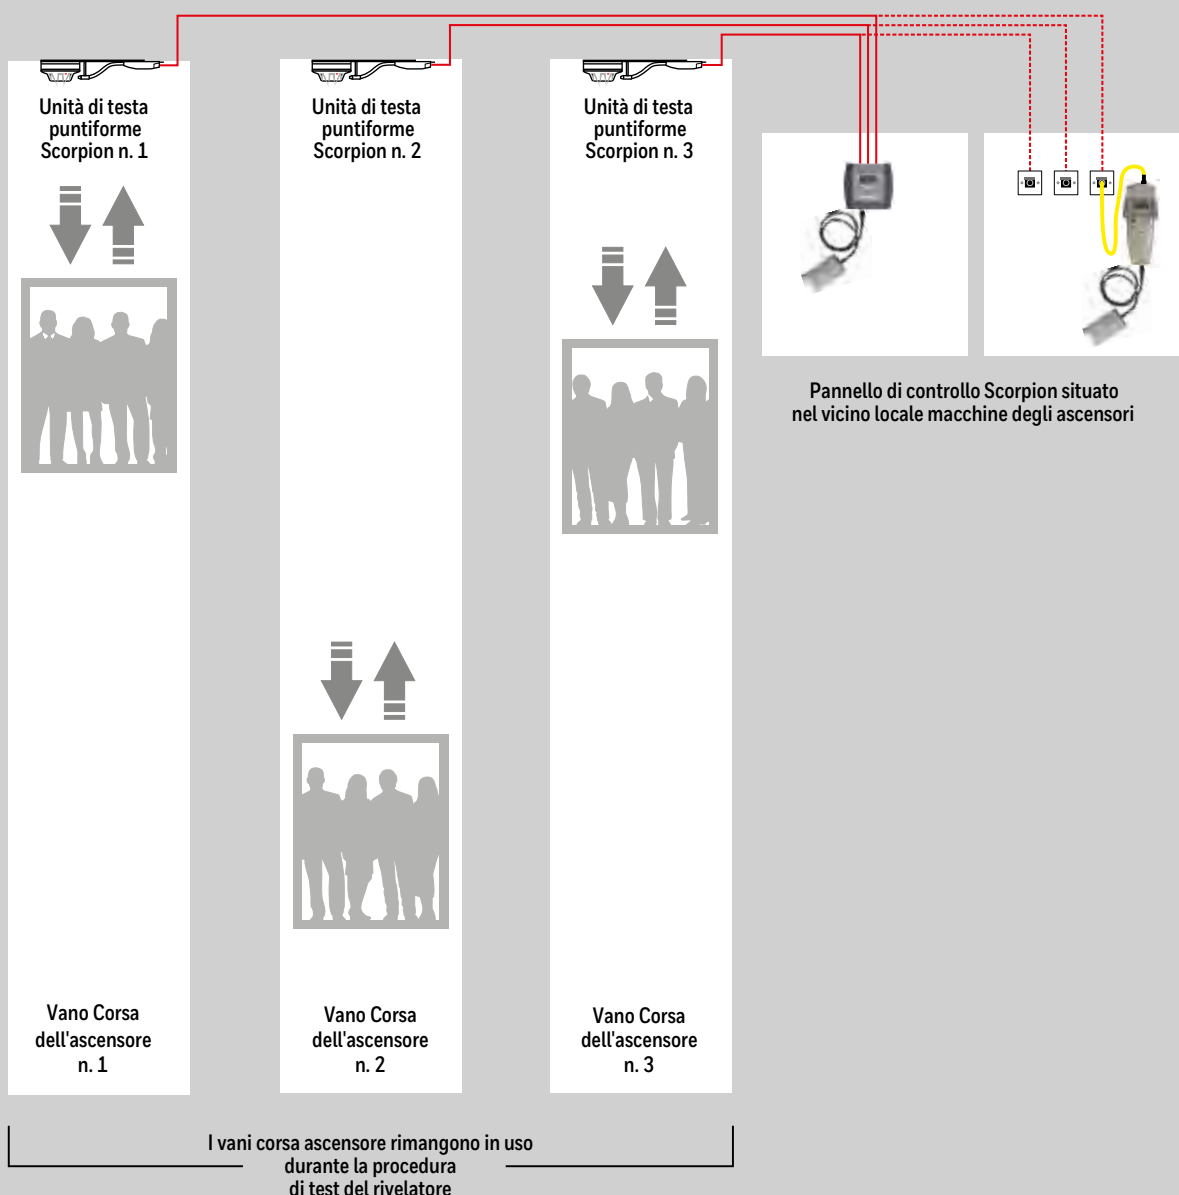 Unità di testa
puntiforme
Scorpion n. 1
Unità di testa
puntiforme
Scorpion n. 2
Unità di testa
puntiforme
Scorpion n. 3
Pannello di controllo Scorpion situato
nel vicino locale macchine degli ascensori
Vano Corsa
dell'ascensore
n. 1
Vano Corsa
dell'ascensore
n. 2
Vano Corsa
dell'ascensore
n. 3
I vani corsa ascensore rimangono in uso
durante la procedura
di test del rivelatore